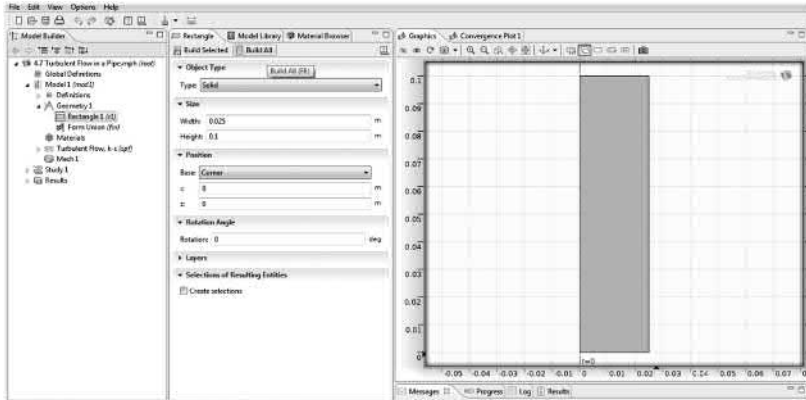 File Edit View Options Help
Model Builder
4.7 Turbulent Flow in a Pipe.mph (root)
Global Definitions
Model 1 (mod1)
Definitions
Geometry 1
Rectangle 1 (r1)
Form Union (fin)
Materials
Turbulent Flow, k-ε (spf)
Mesh 1
Study 1
Results
Rectangle Model Library Material Browser
Build Selected Build All
Build All (F8)
Object Type
Type: Solid
Size
Width: 0.025 m
Height: 0.1 m
Position
Base: Corner
r: 0 m
z: 0 m
Rotation Angle
Rotation: 0 deg
Layers
Selections of Resulting Entities
Create selections
Graphics Convergence Plot 1
0.1
0.09
0.08
0.07
0.06
0.05
0.04
0.03
0.02
0.01
0
r=0
-0.05 -0.04 -0.03 -0.02 -0.01 0 0.01 0.02 0.03 0.04 0.05 0.06 0.07
Messages Progress Log Results